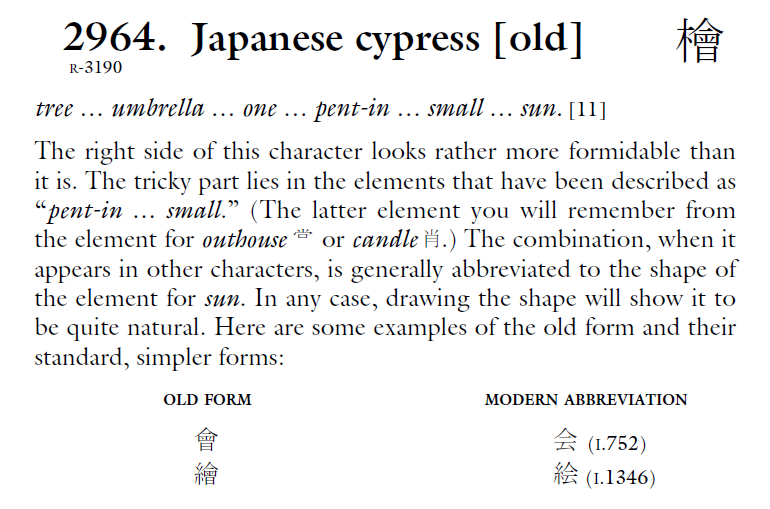 2964. Japanese cypress [old] 檜
R-3190
tree … umbrella … one … pent-in … small … sun. [11]
The right side of this character looks rather more formidable than
it is. The tricky part lies in the elements that have been described as
“pent-in … small.” (The latter element you will remember from
the element for outhouse ⺍冖口 or candle 肖.) The combination, when it
appears in other characters, is generally abbreviated to the shape of
the element for sun. In any case, drawing the shape will show it to
be quite natural. Here are some examples of the old form and their
standard, simpler forms:
OLD FORM MODERN ABBREVIATION
會 会 (I.752)
繪 絵 (I.1346)